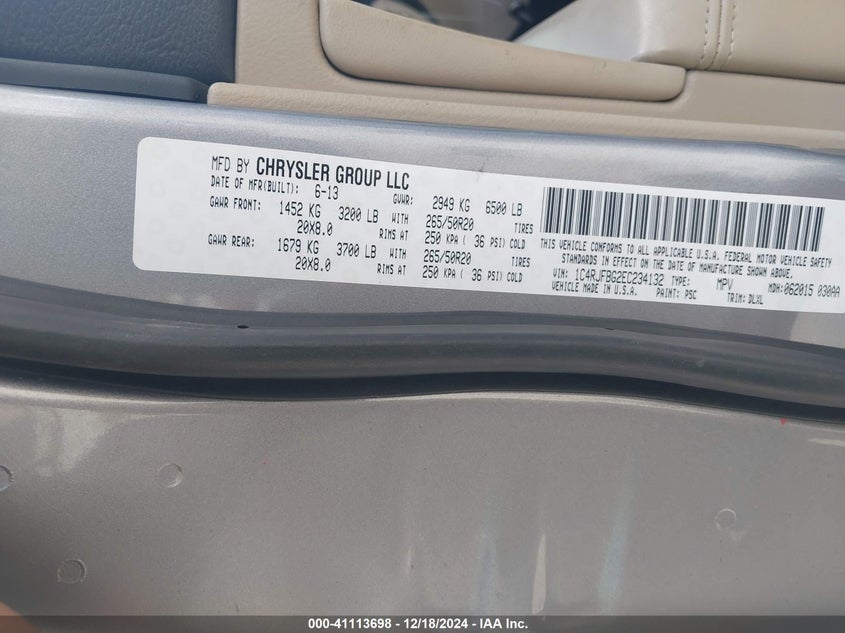 MFD BY CHRYSLER GROUP LLC
DATE OF MFR(BUILT): 6-13 GVWR: 2949 KG 6500 LB
GAWR FRONT: 1452 KG 3200 LB WITH 265/50R20 TIRES
20X8.0 RIMS AT 250 KPA ( 36 PSI) COLD
GAWR REAR: 1679 KG 3700 LB WITH 265/50R20 TIRES
20X8.0 RIMS AT 250 KPA ( 36 PSI) COLD
THIS VEHICLE CONFORMS TO ALL APPLICABLE U.S.A. FEDERAL MOTOR VEHICLE SAFETY
STANDARDS IN EFFECT ON THE DATE OF MANUFACTURE SHOWN ABOVE.
VIN: 1C4RJFBG2EC234132 TYPE: MPV MDH: 062015 030AA
VEHICLE MADE IN U.S.A. PAINT: PSC TRIM: DLXL
000-41113698 - 12/18/2024 - IAA Inc.